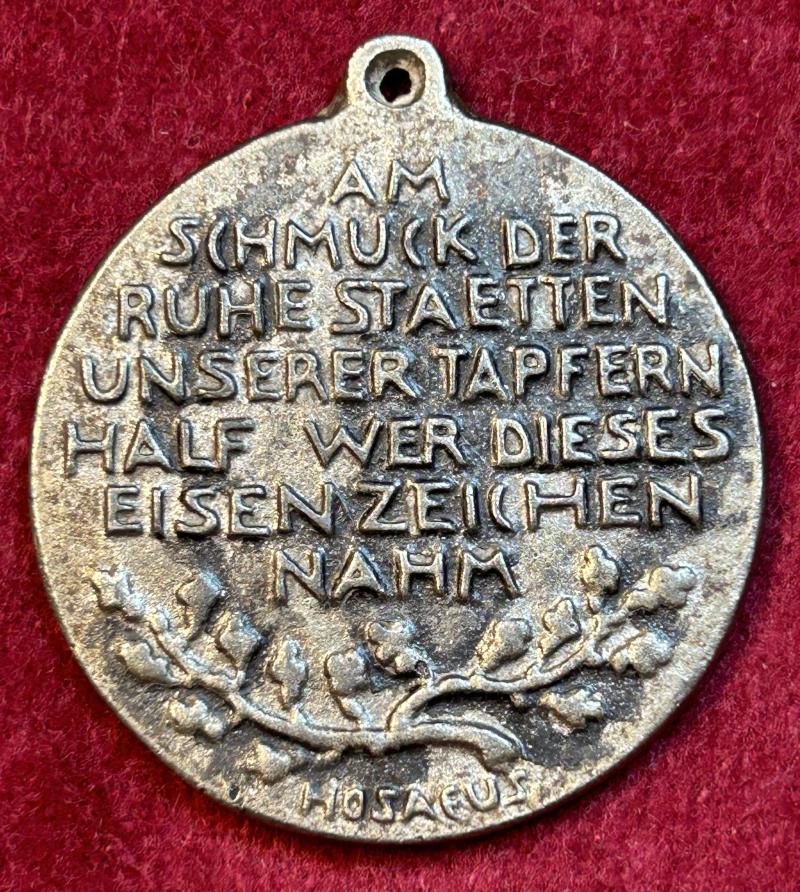 AM
SCHMUCK DER
RUHE STAETTEN
UNSERER TAPFERN
HALF WER DIESES
EISEN ZEICHEN
NAHM
HOSAEUS